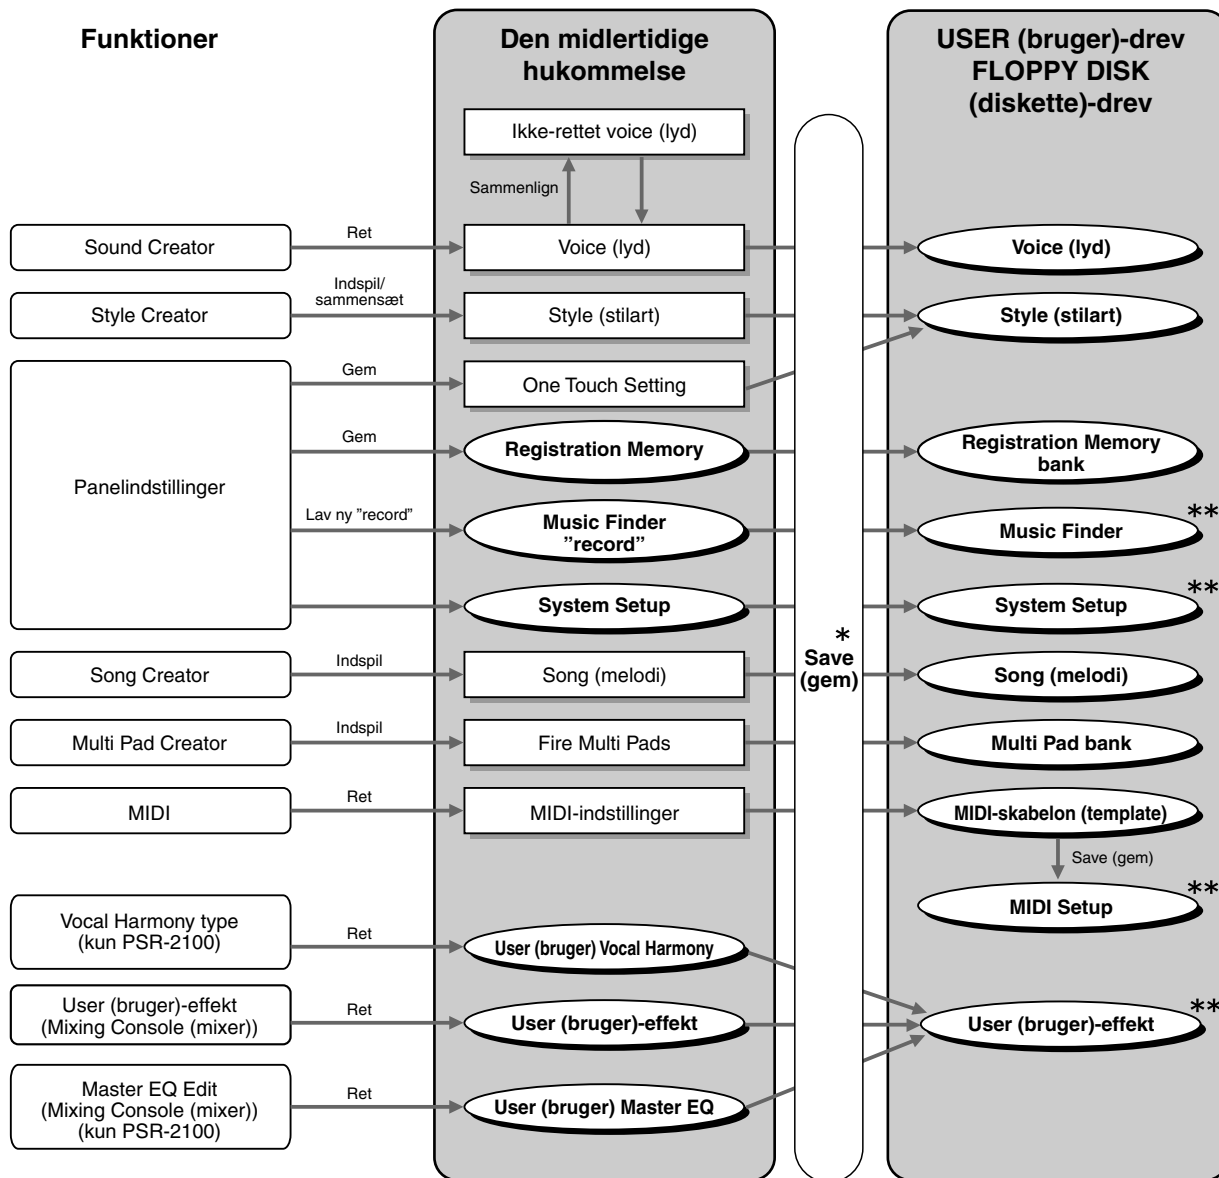 Funktioner
Den midlertidige
hukommelse
USER (bruger)-drev
FLOPPY DISK
(diskette)-drev
Ikke-rettet voice (lyd)
Sammenlign
Sound Creator
Ret
Voice (lyd)
Voice (lyd)
Indspil/
sammensæt
Style Creator
Style (stilart)
Style (stilart)
Gem
One Touch Setting
Gem
Registration Memory
Registration Memory
bank
Panelindstillinger
Lav ny ”record”
Music Finder
”record”
Music Finder
**
System Setup
System Setup
**
*
Save
(gem)
Song Creator
Indspil
Song (melodi)
Song (melodi)
Multi Pad Creator
Indspil
Fire Multi Pads
Multi Pad bank
MIDI
Ret
MIDI-indstillinger
MIDI-skabelon (template)
Save (gem)
MIDI Setup
**
Vocal Harmony type
(kun PSR-2100)
Ret
User (bruger) Vocal Harmony
User (bruger)-effekt
(Mixing Console (mixer))
Ret
User (bruger)-effekt
User (bruger)-effekt
**
Master EQ Edit
(Mixing Console (mixer))
(kun PSR-2100)
Ret
User (bruger) Master EQ